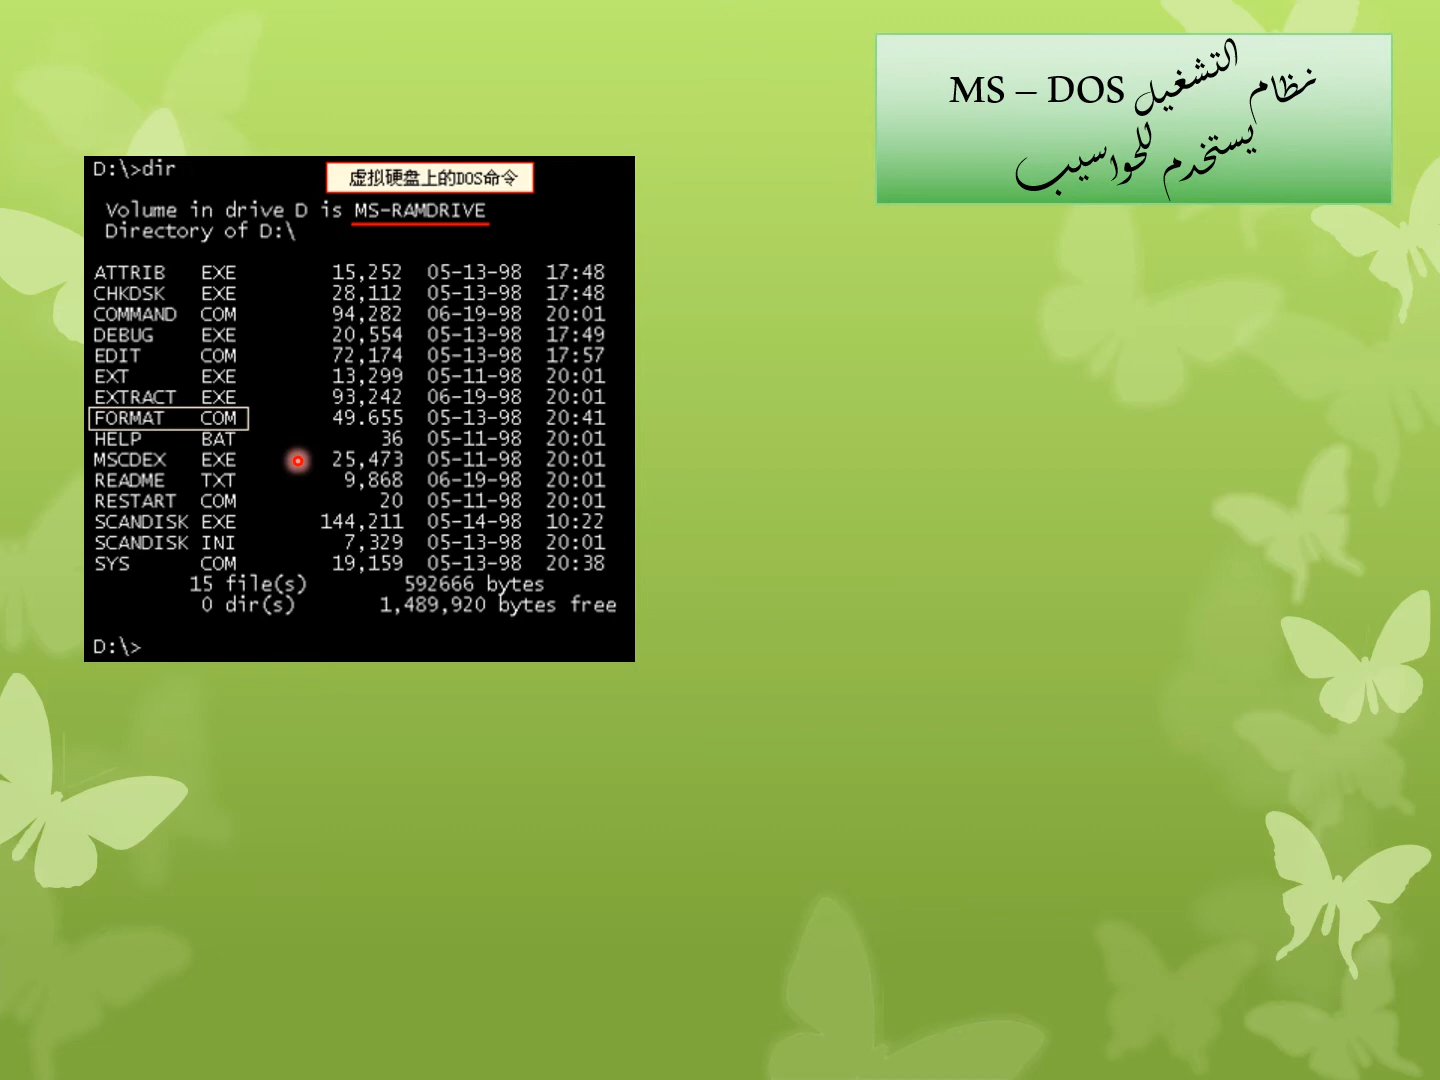 نظام التشغيل MS – DOS
يستخدم للحواسيب
D:\>dir
虚拟硬盘上的DOS命令
Volume in drive D is MS-RAMDRIVE
Directory of D:\
ATTRIB EXE 15,252 05-13-98 17:48
CHKDSK EXE 28,112 05-13-98 17:48
COMMAND COM 94,282 06-19-98 20:01
DEBUG EXE 20,554 05-13-98 17:49
EDIT COM 72,174 05-13-98 17:57
EXT EXE 13,299 05-11-98 20:01
EXTRACT EXE 93,242 06-19-98 20:01
FORMAT COM 49.655 05-13-98 20:41
HELP BAT 36 05-11-98 20:01
MSCDEX EXE 25,473 05-11-98 20:01
README TXT 9,868 06-19-98 20:01
RESTART COM 20 05-11-98 20:01
SCANDISK EXE 144,211 05-14-98 10:22
SCANDISK INI 7,329 05-13-98 20:01
SYS COM 19,159 05-13-98 20:38
15 file(s) 592666 bytes
0 dir(s) 1,489,920 bytes free
D:\>